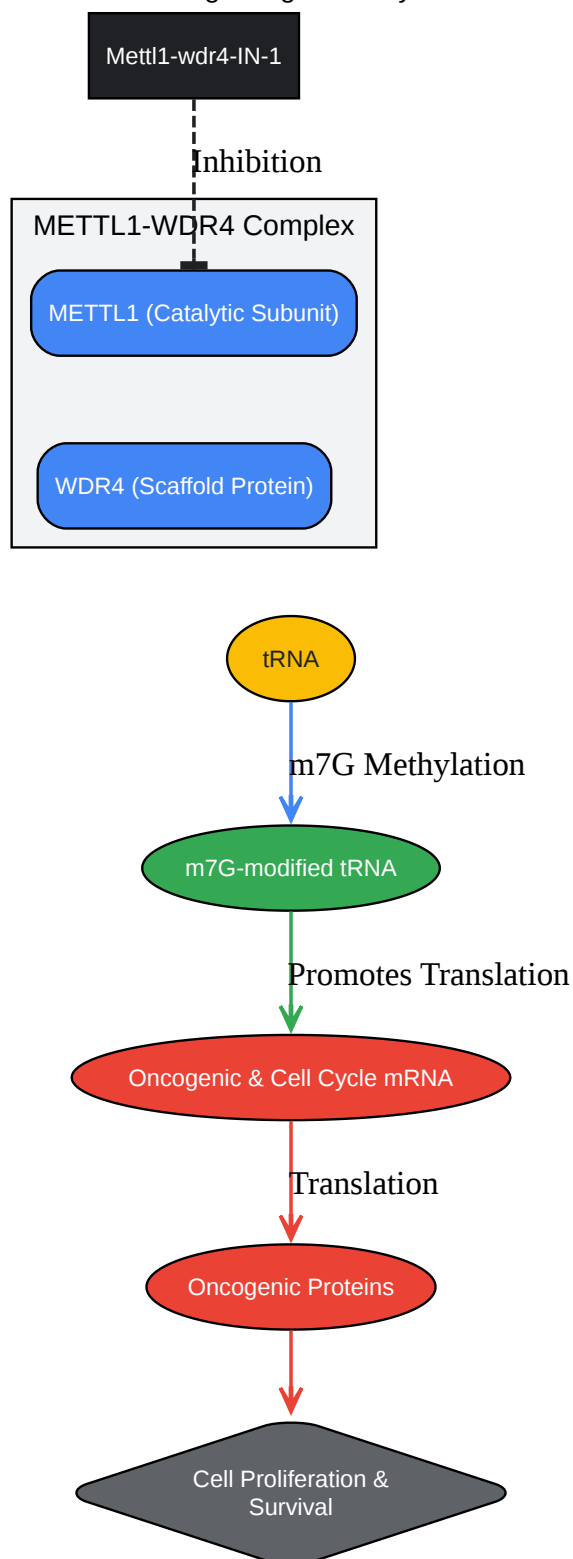 Mettl1-wdr4-IN-1
Inhibition
METTL1-WDR4 Complex
METTL1 (Catalytic Subunit)
WDR4 (Scaffold Protein)
tRNA
m7G Methylation
m7G-modified tRNA
Promotes Translation
Oncogenic & Cell Cycle mRNA
Translation
Oncogenic Proteins
Cell Proliferation &
Survival